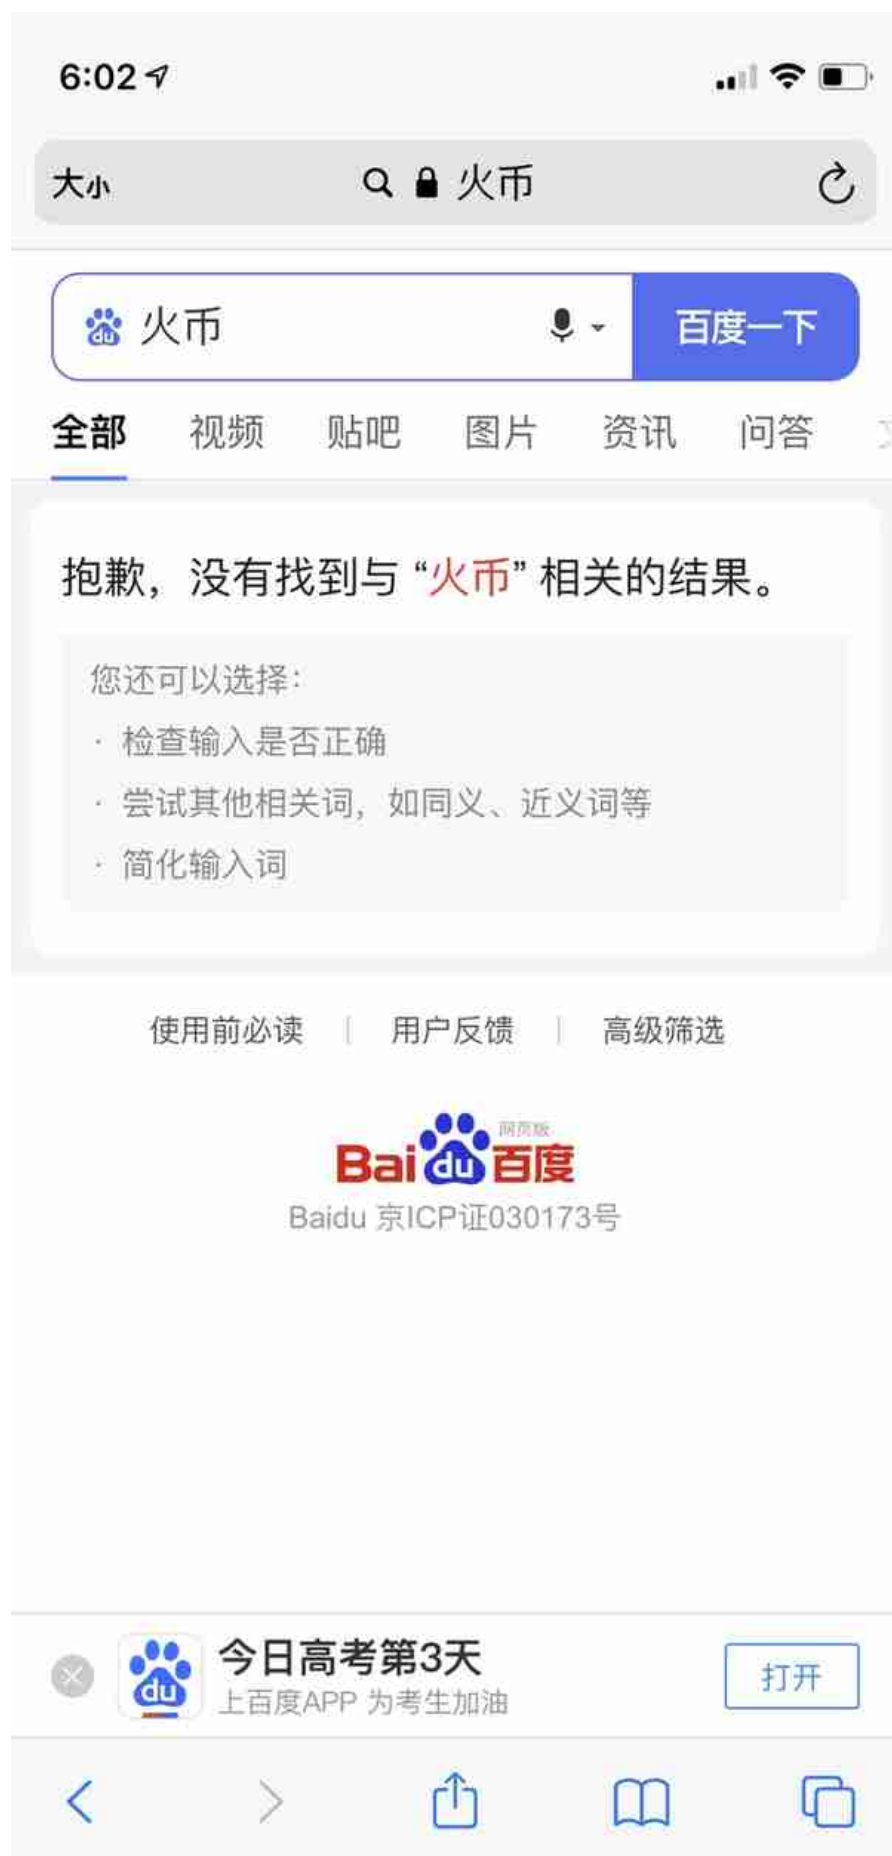 6:02
大小 火币
du 火币 百度一下
全部 视频 贴吧 图片 资讯 问答
抱歉，没有找到与“火币”相关的结果。
您还可以选择：
· 检查输入是否正确
· 尝试其他相关词，如同义、近义词等
· 简化输入词
使用前必读 | 用户反馈 | 高级筛选
网页版
Bai du 百度
Baidu 京ICP证030173号
今日高考第3天
du 打开
上百度APP 为考生加油